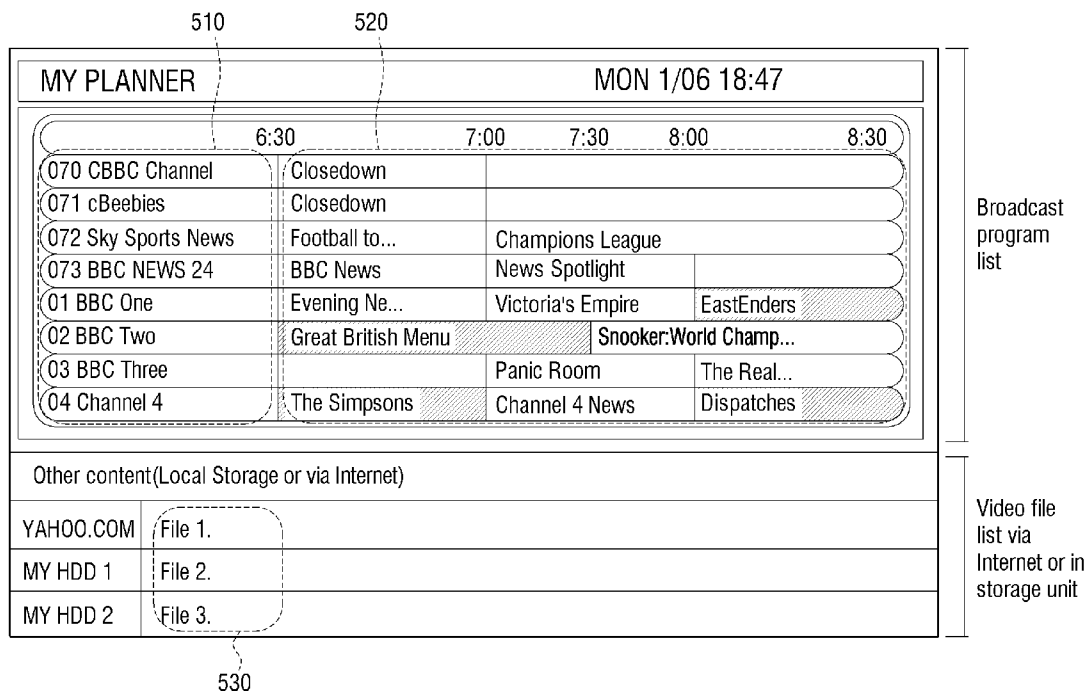 510 520
MY PLANNER MON 1/06 18:47
6:30 7:00 7:30 8:00 8:30
070 CBBC Channel Closedown
071 cBeebies Closedown
072 Sky Sports News Football to... Champions League
073 BBC NEWS 24 BBC News News Spotlight
01 BBC One Evening Ne... Victoria's Empire EastEnders
02 BBC Two Great British Menu Snooker:World Champ...
03 BBC Three Panic Room The Real...
04 Channel 4 The Simpsons Channel 4 News Dispatches
Broadcast
program
list
Other content(Local Storage or via Internet)
YAHOO.COM File 1.
MY HDD 1 File 2.
MY HDD 2 File 3.
Video file
list via
Internet or in
storage unit
530